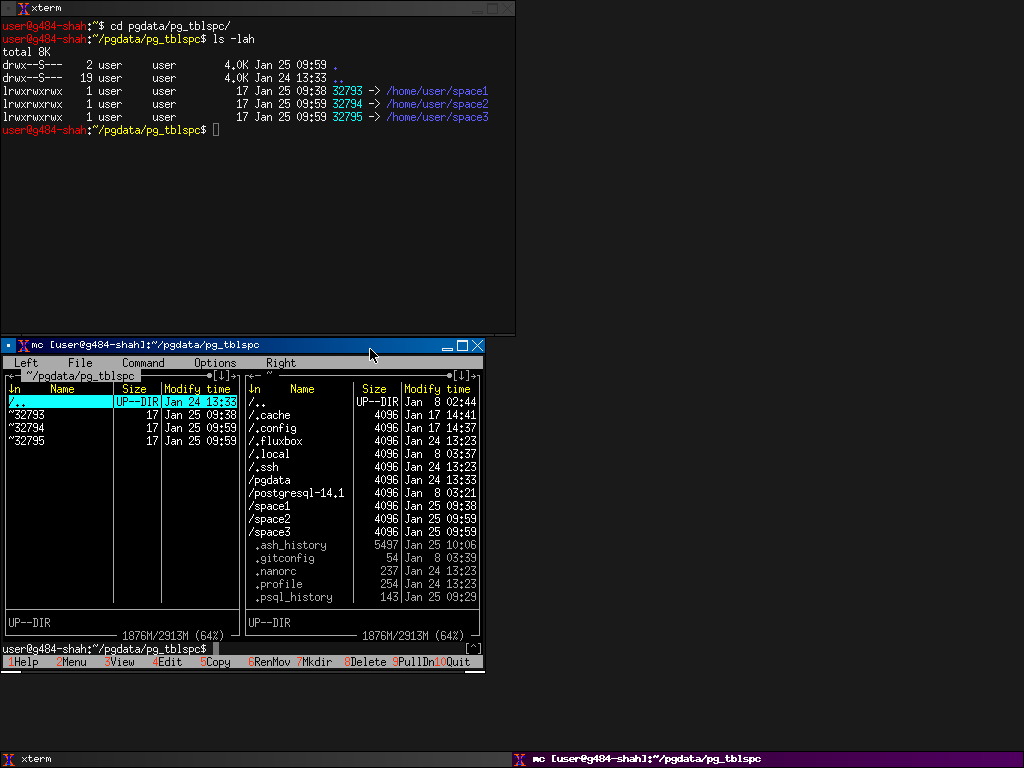 xterm
user@g484-shah:~$ cd pgdata/pg_tblspc/
user@g484-shah:~/pgdata/pg_tblspc$ ls -lah
total 8K
drwx--S--- 2 user user 4.0K Jan 25 09:59 .
drwx--S--- 19 user user 4.0K Jan 24 13:33 ..
lrwxrwxrwx 1 user user 17 Jan 25 09:38 32793 -> /home/user/space1
lrwxrwxrwx 1 user user 17 Jan 25 09:59 32794 -> /home/user/space2
lrwxrwxrwx 1 user user 17 Jan 25 09:59 32795 -> /home/user/space3
user@g484-shah:~/pgdata/pg_tblspc$
mc [user@g484-shah]:~/pgdata/pg_tblspc
Left File Command Options Right
~/pgdata/pg_tblspc [↓] ~ [↓]
↓n Name Size Modify time ↓n Name Size Modify time
/.. UP--DIR Jan 24 13:33 /.. UP--DIR Jan 8 02:44
~32793 17 Jan 25 09:38 /.cache 4096 Jan 17 14:41
~32794 17 Jan 25 09:59 /.config 4096 Jan 17 14:37
~32795 17 Jan 25 09:59 /.fluxbox 4096 Jan 24 13:23
/.local 4096 Jan 8 03:37
/.ssh 4096 Jan 24 13:23
/pgdata 4096 Jan 24 13:33
/postgresql-14.1 4096 Jan 8 03:21
/space1 4096 Jan 25 09:38
/space2 4096 Jan 25 09:59
/space3 4096 Jan 25 09:59
.ash_history 5497 Jan 25 10:06
.gitconfig 54 Jan 8 03:39
.nanorc 237 Jan 24 13:23
.profile 254 Jan 24 13:23
.psql_history 143 Jan 25 09:29
UP--DIR UP--DIR
1876M/2913M (64%) 1876M/2913M (64%)
user@g484-shah:~/pgdata/pg_tblspc$ [^]
1Help 2Menu 3View 4Edit 5Copy 6RenMov 7Mkdir 8Delete 9PullDn 10Quit
xterm mc [user@g484-shah]:~/pgdata/pg_tblspc